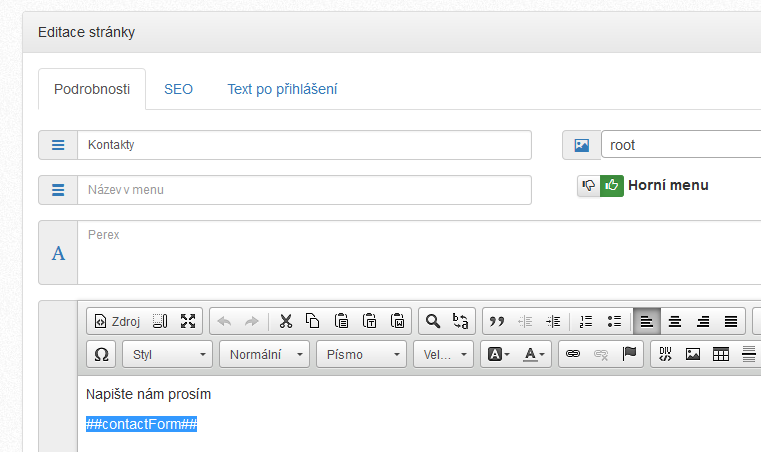 Editace stránky
Podrobnosti SEO Text po přihlášení
Kontakty root
Název v menu Horní menu
A Perex
Zdroj
Ω Styl Normální Písmo Vel... A A DIV
Napište nám prosím
##contactForm##